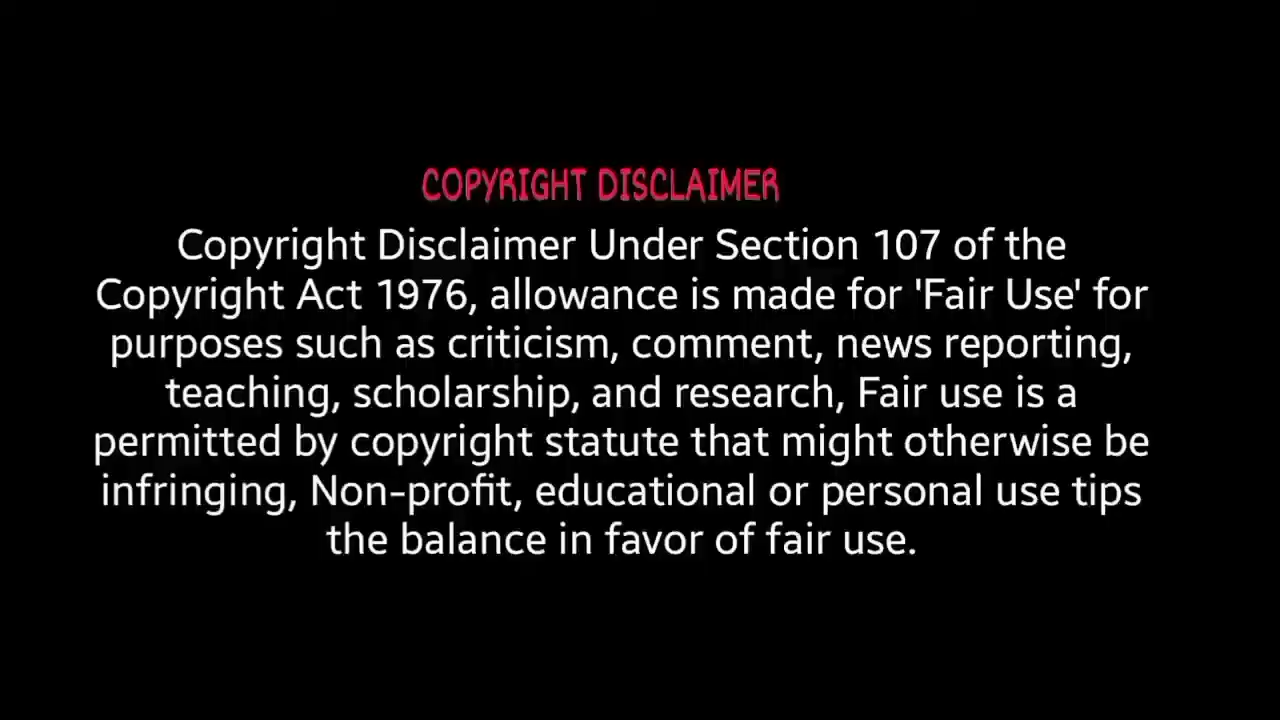 COPYRIGHT DISCLAIMER
Copyright Disclaimer Under Section 107 of the
Copyright Act 1976, allowance is made for 'Fair Use' for
purposes such as criticism, comment, news reporting,
teaching, scholarship, and research, Fair use is a
permitted by copyright statute that might otherwise be
infringing, Non-profit, educational or personal use tips
the balance in favor of fair use.